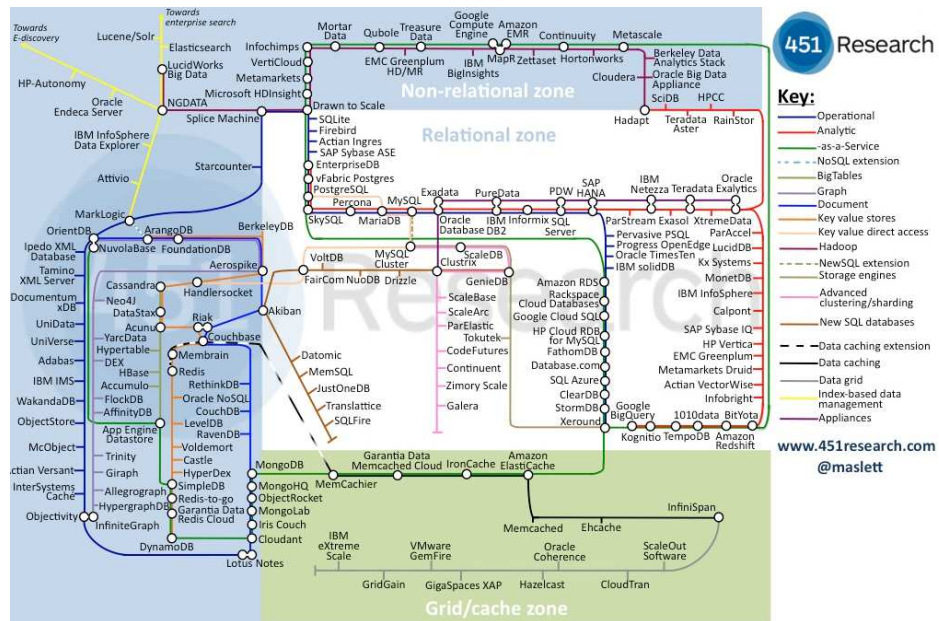 Towards
E-discovery
Towards
enterprise search
Lucene/Solr
Elasticsearch
LucidWorks
Big Data
HP-Autonomy
Oracle
Endeca Server
NGDATA
IBM InfoSphere
Data Explorer
Attivio
MarkLogic
Splice Machine
Starcounter
Infochimps
VertiCloud
Metamarkets
Microsoft HDInsight
Drawn to Scale
Mortar
Data
Qubole
Treasure
Data
Google
Compute
Engine
Amazon
EMR
Continuuity
Metascale
EMC Greenplum
HD/MR
IBM
BigInsights
MapR
Zettaset
Hortonworks
Cloudera
Berkeley Data
Analytics Stack
Oracle Big Data
Appliance
Non-relational zone
Hadapt
SciDB
Teradata
Aster
HPCC
RainStor
Relational zone
SQLite
Firebird
Actian Ingres
SAP Sybase ASE
EnterpriseDB
vFabric Postgres
PostgreSQL
SkySQL
Percona
MariaDB
MySQL
Exadata
Oracle
Database
PureData
IBM
DB2
Informix
PDW
SQL
Server
SAP
HANA
IBM
Netezza
Teradata
Oracle
Exalytics
ParStream
Exasol
XtremeData
Pervasive PSQL
Progress OpenEdge
Oracle TimesTen
IBM solidDB
ParAccel
LucidDB
Kx Systems
MonetDB
IBM InfoSphere
Calpont
SAP Sybase IQ
HP Vertica
EMC Greenplum
Metamarkets Druid
Actian VectorWise
Infobright
OrientDB
NuvolaBase
ArangoDB
FoundationDB
BerkeleyDB
Aerospike
Ipedo XML
Database
Tamino
XML Server
Documentum
xDB
UniData
UniVerse
Adabas
IBM IMS
WakandaDB
ObjectStore
McObject
ctian Versant
InterSystems
Cache
Objectivity
Cassandra
Handlersocket
Neo4J
DataStax
Acunu
Riak
Couchbase
Akiban
YarcData
Hypertable
DEX
HBase
Accumulo
FlockDB
AffinityDB
App Engine
Datastore
Trinity
Giraph
Allegrograph
HypergraphDB
InfiniteGraph
Membrain
Redis
RethinkDB
Oracle NoSQL
CouchDB
LevelDB
RavenDB
Voldemort
Castle
HyperDex
SimpleDB
Redis-to-go
Garantia Data
Redis Cloud
DynamoDB
MongoDB
MongoHQ
ObjectRocket
MongoLab
Iris Couch
Cloudant
Lotus Notes
VoltDB
FairCom
NuoDB
MySQL
Cluster
Drizzle
Clustrix
ScaleDB
GenieDB
ScaleBase
ScaleArc
ParElastic
Tokutek
CodeFutures
Continuent
Zimory Scale
Galera
Datomic
MemSQL
JustOneDB
Translattice
SQLFire
Amazon RDS
Rackspace
Cloud Databases
Google Cloud SQL
HP Cloud RDB
for MySQL
FathomDB
Database.com
SQL Azure
ClearDB
StormDB
Xeround
Google
BigQuery
Kognitio
1010data
TempoDB
BitYota
Amazon
Redshift
MemCachier
Garantia Data
Memcached Cloud
IronCache
Amazon
ElastiCache
Memcached
Ehcache
InfiniSpan
IBM
eXtreme
Scale
GridGain
VMware
GemFire
GigaSpaces XAP
Oracle
Coherence
Hazelcast
CloudTran
ScaleOut
Software
Grid/cache zone
451 Research
451 Research
Key:
Operational
Analytic
-as-a-Service
NoSQL extension
BigTables
Graph
Document
Key value stores
Key value direct access
Hadoop
NewSQL extension
Storage engines
Advanced
clustering/sharding
New SQL databases
Data caching extension
Data caching
Data grid
Index-based data
management
Appliances
www.451research.com
@maslett